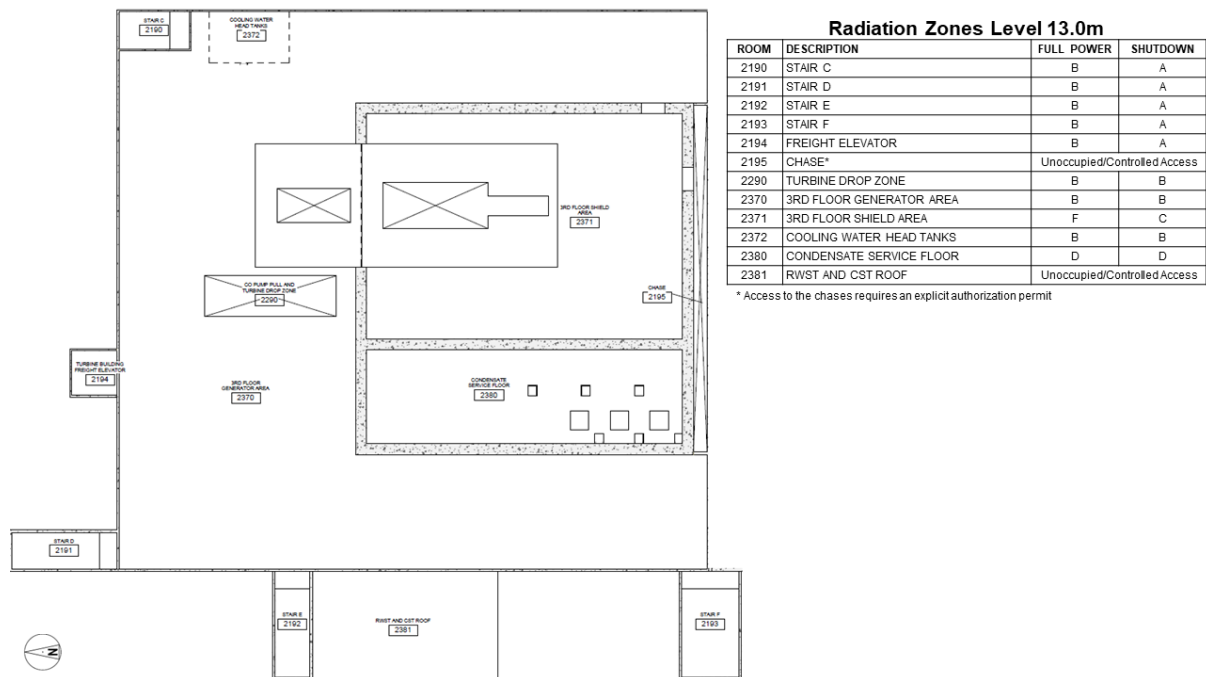 STAIR C
2190
COOLING WATER
HEAD TANKS
2372
3RD FLOOR SHIELD
AREA
2371
CO PUMP PULL AND
TURBINE DROP ZONE
2290
CHASE
2195
TURBINE BUILDING
FREIGHT ELEVATOR
2194
3RD FLOOR
GENERATOR AREA
2370
CONDENSATE
SERVICE FLOOR
2380
STAIR D
2191
STAIR E
2192
RWST AND CST ROOF
2381
STAIR F
2193
N
Radiation Zones Level 13.0m
ROOM DESCRIPTION FULL POWER SHUTDOWN
2190 STAIR C B A
2191 STAIR D B A
2192 STAIR E B A
2193 STAIR F B A
2194 FREIGHT ELEVATOR B A
2195 CHASE* Unoccupied/Controlled Access
2290 TURBINE DROP ZONE B B
2370 3RD FLOOR GENERATOR AREA B B
2371 3RD FLOOR SHIELD AREA F C
2372 COOLING WATER HEAD TANKS B B
2380 CONDENSATE SERVICE FLOOR D D
2381 RWST AND CST ROOF Unoccupied/Controlled Access
* Access to the chases requires an explicit authorization permit